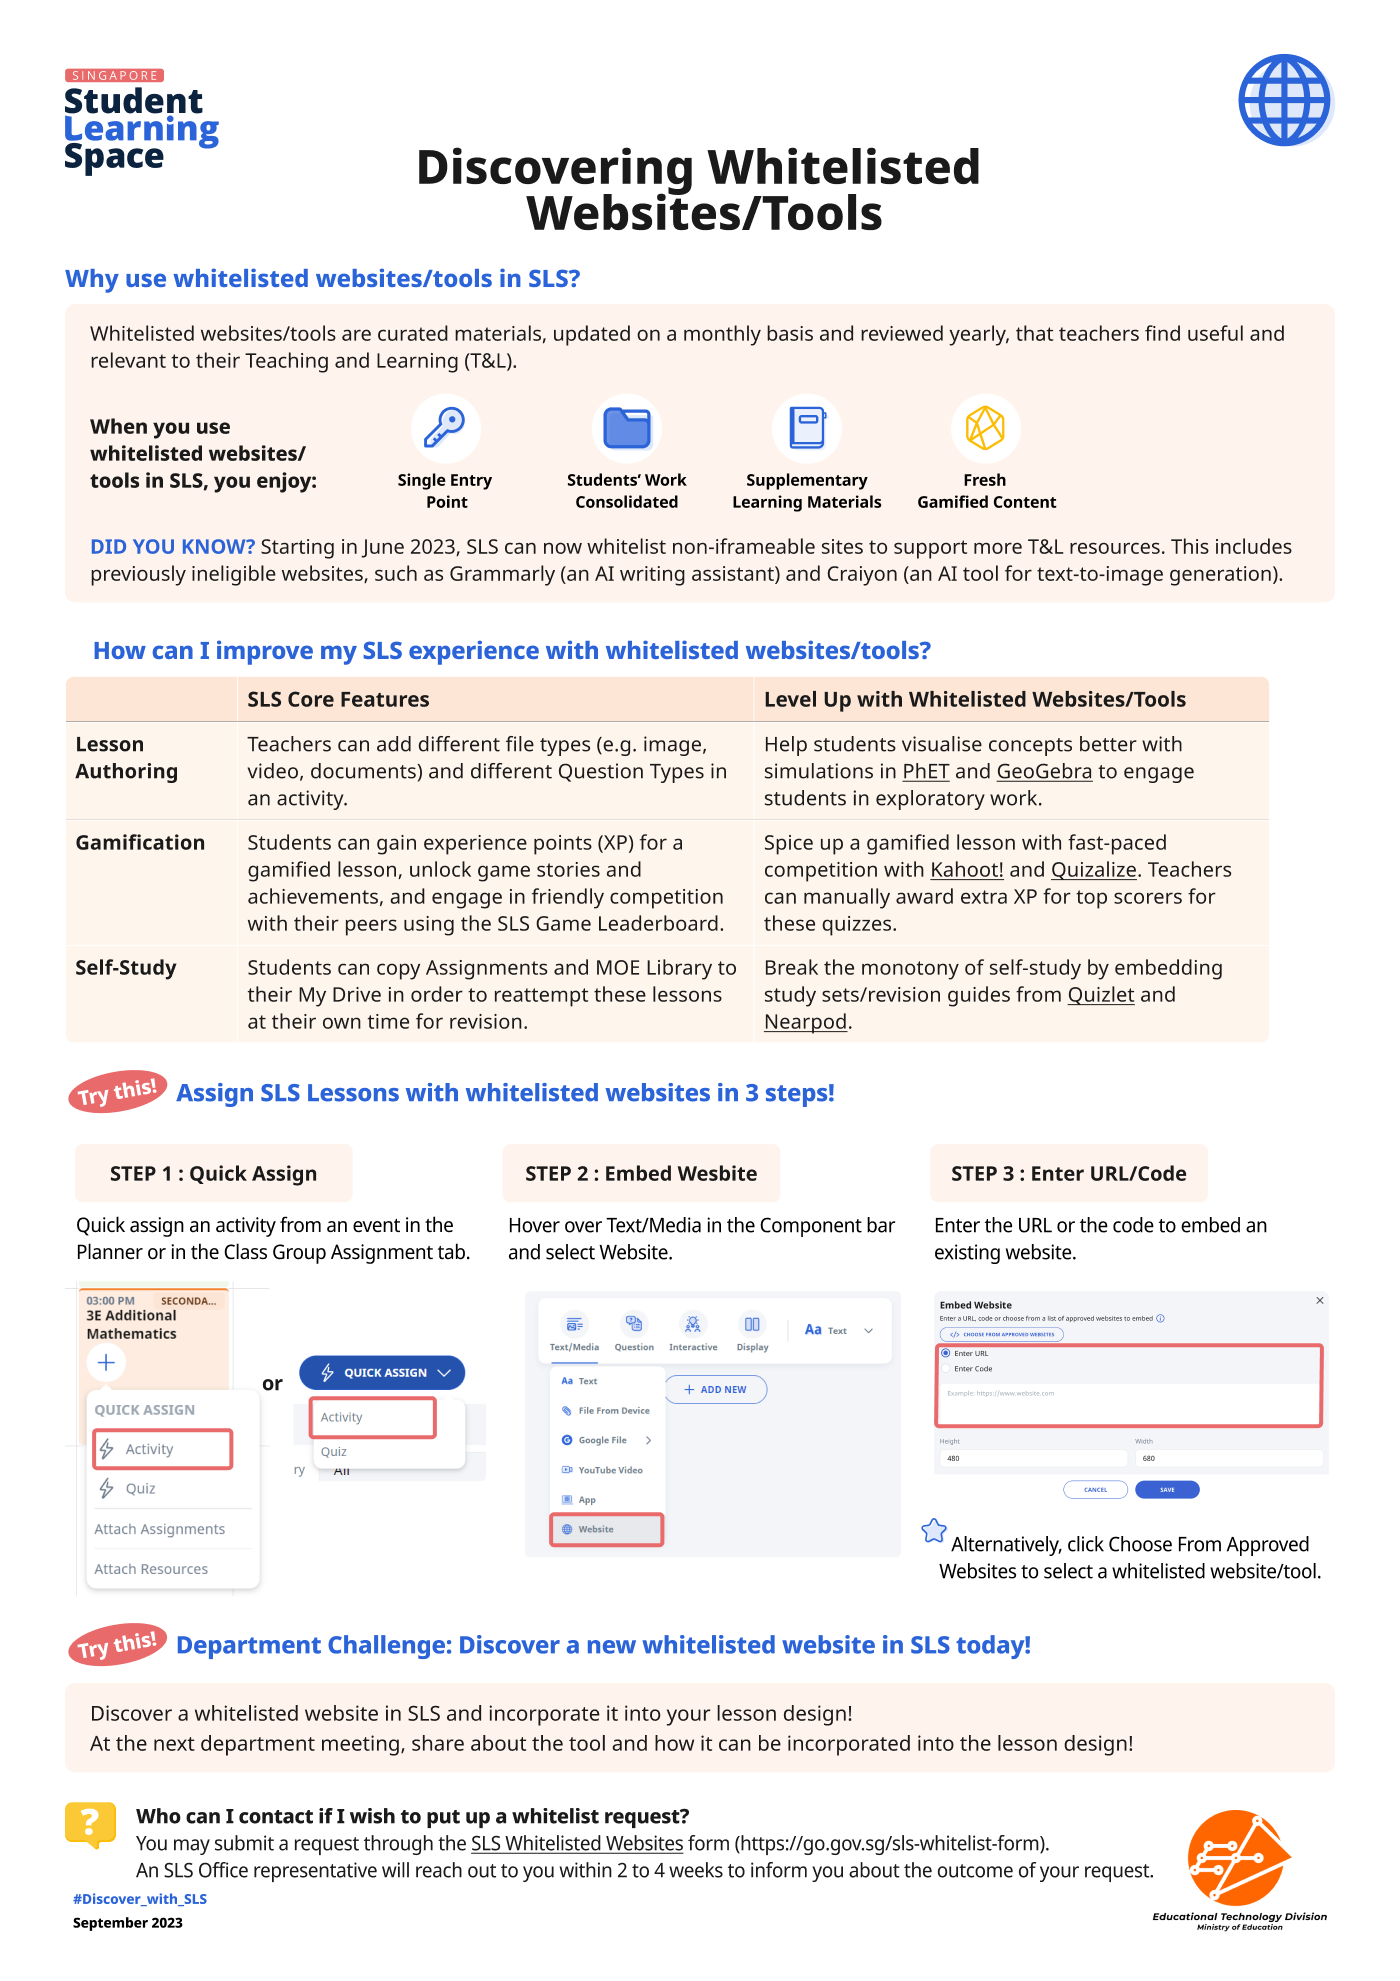 SINGAPORE
Student
Learning
Space
Discovering Whitelisted
Websites/Tools
Why use whitelisted websites/tools in SLS?
Whitelisted websites/tools are curated materials, updated on a monthly basis and reviewed yearly, that teachers find useful and
relevant to their Teaching and Learning (T&L).
When you use
whitelisted websites/
tools in SLS, you enjoy:
Single Entry
Point
Students’ Work
Consolidated
Supplementary
Learning Materials
Fresh
Gamified Content
DID YOU KNOW? Starting in June 2023, SLS can now whitelist non-iframeable sites to support more T&L resources. This includes
previously ineligible websites, such as Grammarly (an AI writing assistant) and Craiyon (an AI tool for text-to-image generation).
How can I improve my SLS experience with whitelisted websites/tools?
SLS Core Features
Level Up with Whitelisted Websites/Tools
Lesson
Authoring
Teachers can add different file types (e.g. image,
video, documents) and different Question Types in
an activity.
Help students visualise concepts better with
simulations in PhET and GeoGebra to engage
students in exploratory work.
Gamification
Students can gain experience points (XP) for a
gamified lesson, unlock game stories and
achievements, and engage in friendly competition
with their peers using the SLS Game Leaderboard.
Spice up a gamified lesson with fast-paced
competition with Kahoot! and Quizalize. Teachers
can manually award extra XP for top scorers for
these quizzes.
Self-Study
Students can copy Assignments and MOE Library to
their My Drive in order to reattempt these lessons
at their own time for revision.
Break the monotony of self-study by embedding
study sets/revision guides from Quizlet and
Nearpod.
Try this!
Assign SLS Lessons with whitelisted websites in 3 steps!
STEP 1 : Quick Assign
Quick assign an activity from an event in the
Planner or in the Class Group Assignment tab.
03:00 PM SECONDA...
3E Additional
Mathematics
QUICK ASSIGN
Activity
Quiz
Attach Assignments
Attach Resources
or
QUICK ASSIGN
Activity
Quiz
ry All
STEP 2 : Embed Wesbite
Hover over Text/Media in the Component bar
and select Website.
Text/Media Question Interactive Display
Aa Text
ADD NEW
Aa Text
File From Device
Google File
YouTube Video
App
Website
STEP 3 : Enter URL/Code
Enter the URL or the code to embed an
existing website.
Embed Website
Enter a URL, code or choose from a list of approved websites to embed
</> CHOOSE FROM APPROVED WEBSITES
Enter URL
Enter Code
Example: https://www.website.com
Height Width
480 680
CANCEL SAVE
Alternatively, click Choose From Approved
Websites to select a whitelisted website/tool.
Try this!
Department Challenge: Discover a new whitelisted website in SLS today!
Discover a whitelisted website in SLS and incorporate it into your lesson design!
At the next department meeting, share about the tool and how it can be incorporated into the lesson design!
?
Who can I contact if I wish to put up a whitelist request?
You may submit a request through the SLS Whitelisted Websites form (https://go.gov.sg/sls-whitelist-form).
An SLS Office representative will reach out to you within 2 to 4 weeks to inform you about the outcome of your request.
#Discover_with_SLS
September 2023
Educational Technology Division
Ministry of Education